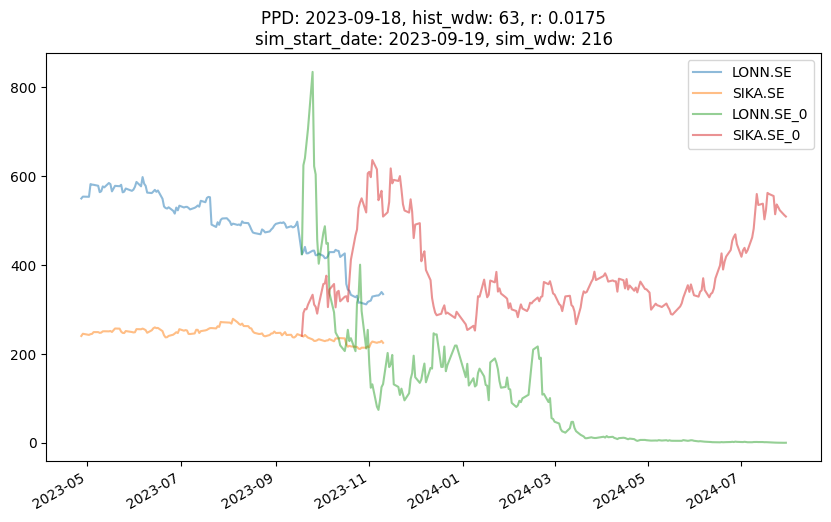 PPD: 2023-09-18, hist_wdw: 63, r: 0.0175
sim_start_date: 2023-09-19, sim_wdw: 216
LONN.SE
SIKA.SE
LONN.SE_0
SIKA.SE_0
800
600
400
200
0
2023-05
2023-07
2023-09
2023-11
2024-01
2024-03
2024-05
2024-07